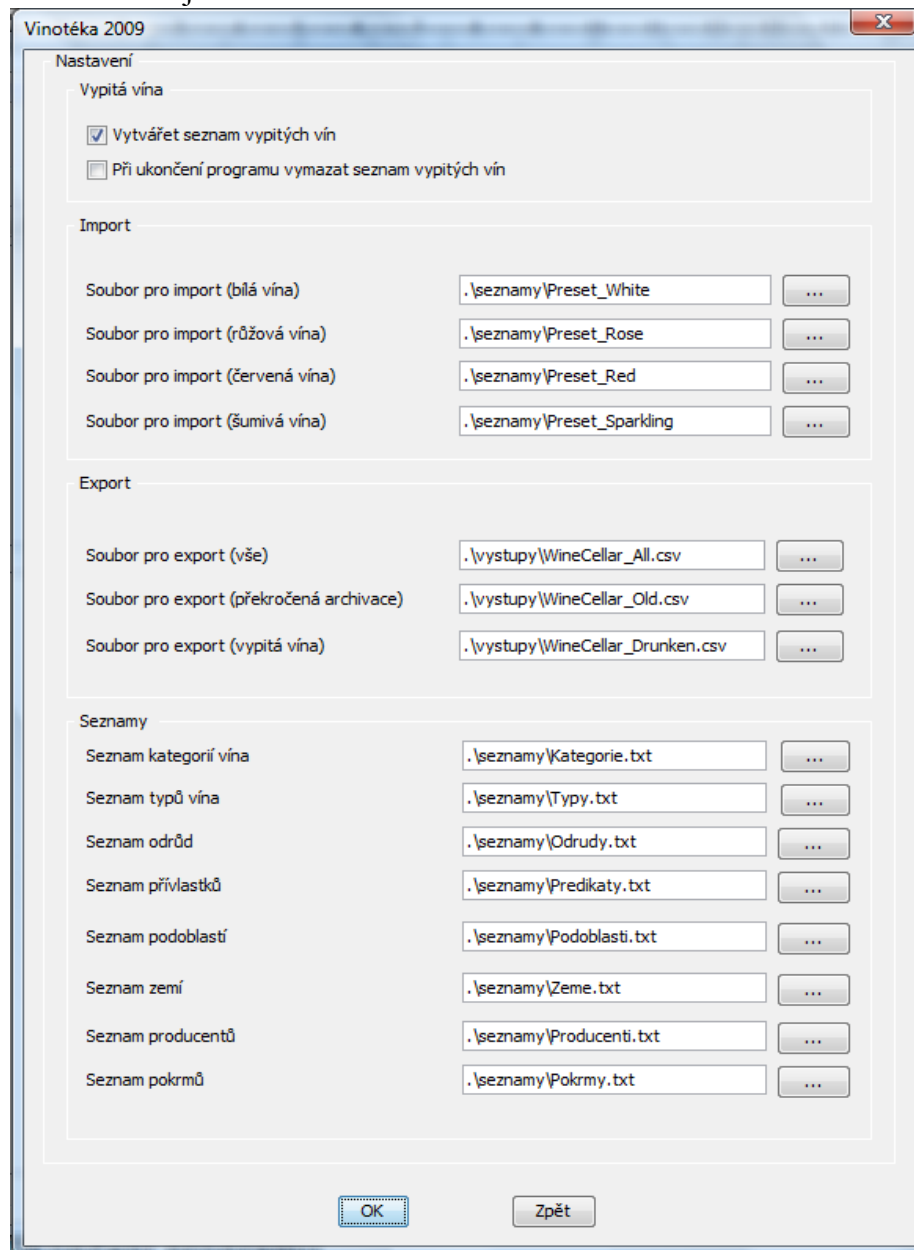 Vinotéka 2009
Nastavení
Vypitá vína
Vytvářet seznam vypitých vín
Při ukončení programu vymazat seznam vypitých vín
Import
Soubor pro import (bílá vína) .\seznamy\Preset_White ...
Soubor pro import (růžová vína) .\seznamy\Preset_Rose ...
Soubor pro import (červená vína) .\seznamy\Preset_Red ...
Soubor pro import (šumivá vína) .\seznamy\Preset_Sparkling ...
Export
Soubor pro export (vše) .\vystupy\WineCellar_All.csv ...
Soubor pro export (překročená archivace) .\vystupy\WineCellar_Old.csv ...
Soubor pro export (vypitá vína) .\vystupy\WineCellar_Drunken.csv ...
Seznamy
Seznam kategorií vína .\seznamy\Kategorie.txt ...
Seznam typů vína .\seznamy\Typy.txt ...
Seznam odrůd .\seznamy\Odrudy.txt ...
Seznam přívlastků .\seznamy\Predikaty.txt ...
Seznam podoblastí .\seznamy\Podoblasti.txt ...
Seznam zemí .\seznamy\Zeme.txt ...
Seznam producentů .\seznamy\Producenti.txt ...
Seznam pokrmů .\seznamy\Pokrmy.txt ...
OK Zpět